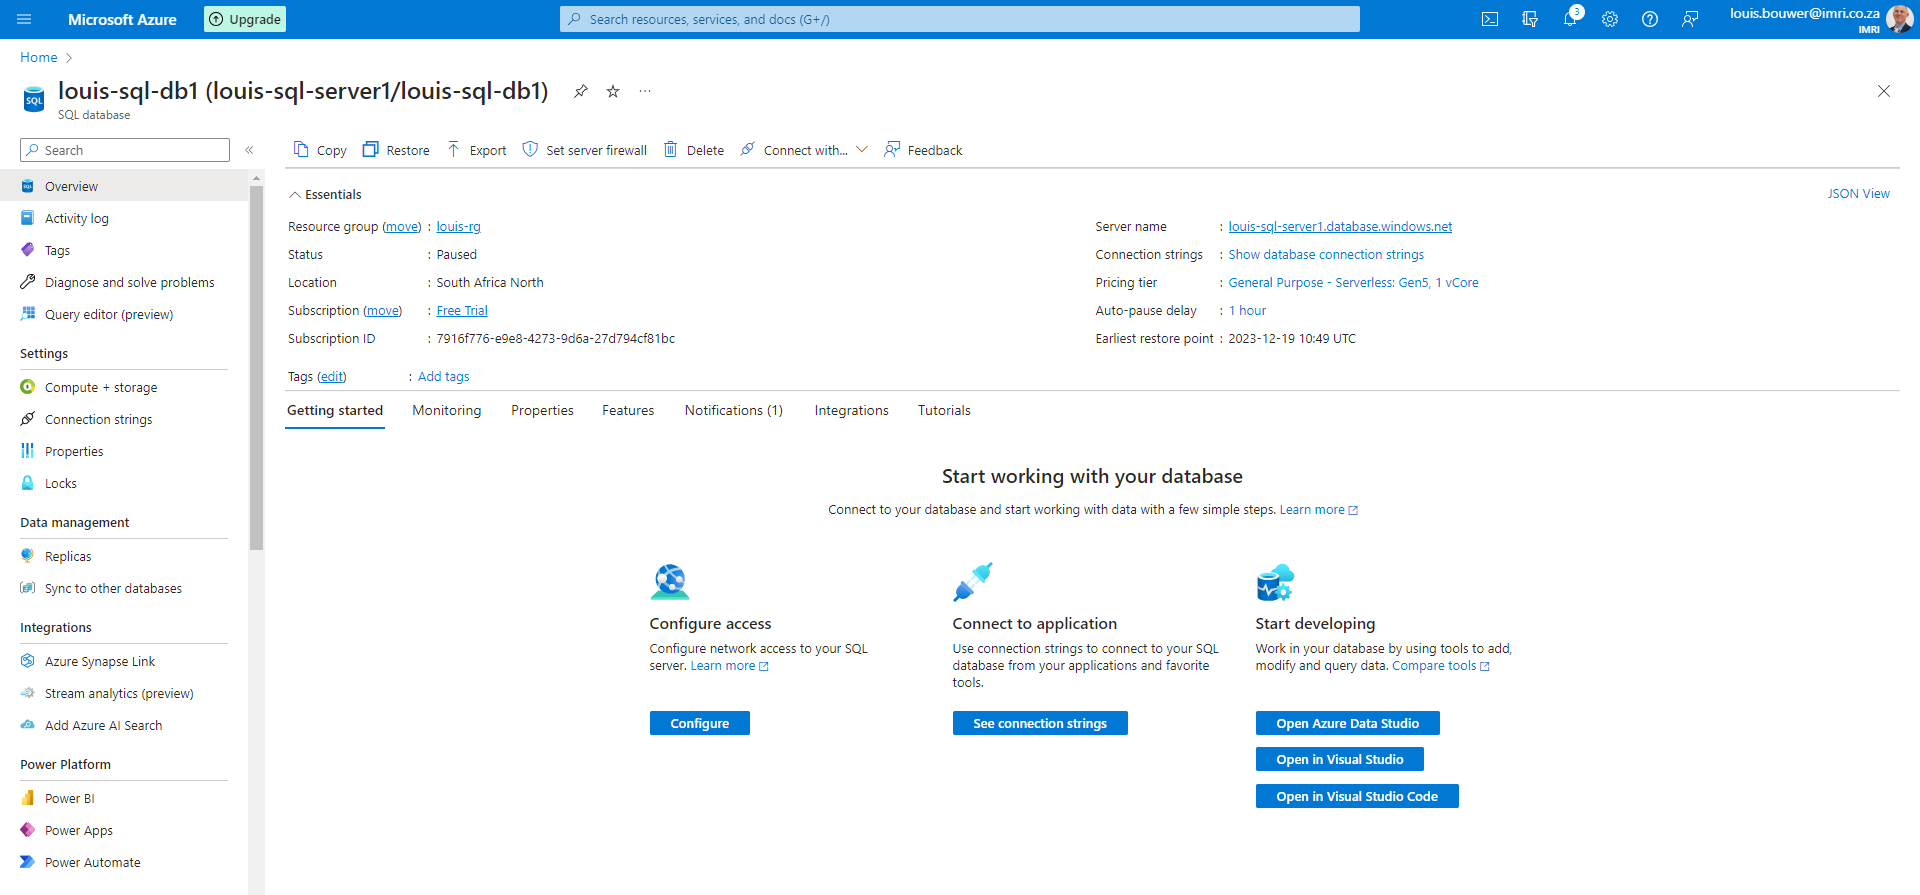 Microsoft Azure
Upgrade
Search resources, services, and docs (G+/)
3
louis.bouwer@imri.co.za
IMRI
Home
louis-sql-db1 (louis-sql-server1/louis-sql-db1)
SQL
SQL database
Search
Copy
Restore
Export
Set server firewall
Delete
Connect with...
Feedback
Overview
Activity log
Tags
Diagnose and solve problems
Query editor (preview)
Settings
Compute + storage
Connection strings
Properties
Locks
Data management
Replicas
Sync to other databases
Integrations
Azure Synapse Link
Stream analytics (preview)
Add Azure AI Search
Power Platform
Power BI
Power Apps
Power Automate
Essentials
JSON View
Resource group (move) : louis-rg
Status : Paused
Location : South Africa North
Subscription (move) : Free Trial
Subscription ID : 7916f776-e9e8-4273-9d6a-27d794cf81bc
Server name : louis-sql-server1.database.windows.net
Connection strings : Show database connection strings
Pricing tier : General Purpose - Serverless: Gen5, 1 vCore
Auto-pause delay : 1 hour
Earliest restore point : 2023-12-19 10:49 UTC
Tags (edit) : Add tags
Getting started
Monitoring
Properties
Features
Notifications (1)
Integrations
Tutorials
Start working with your database
Connect to your database and start working with data with a few simple steps. Learn more
Configure access
Configure network access to your SQL
server. Learn more
Configure
Connect to application
Use connection strings to connect to your SQL
database from your applications and favorite
tools.
See connection strings
Start developing
Work in your database by using tools to add,
modify and query data. Compare tools
Open Azure Data Studio
Open in Visual Studio
Open in Visual Studio Code